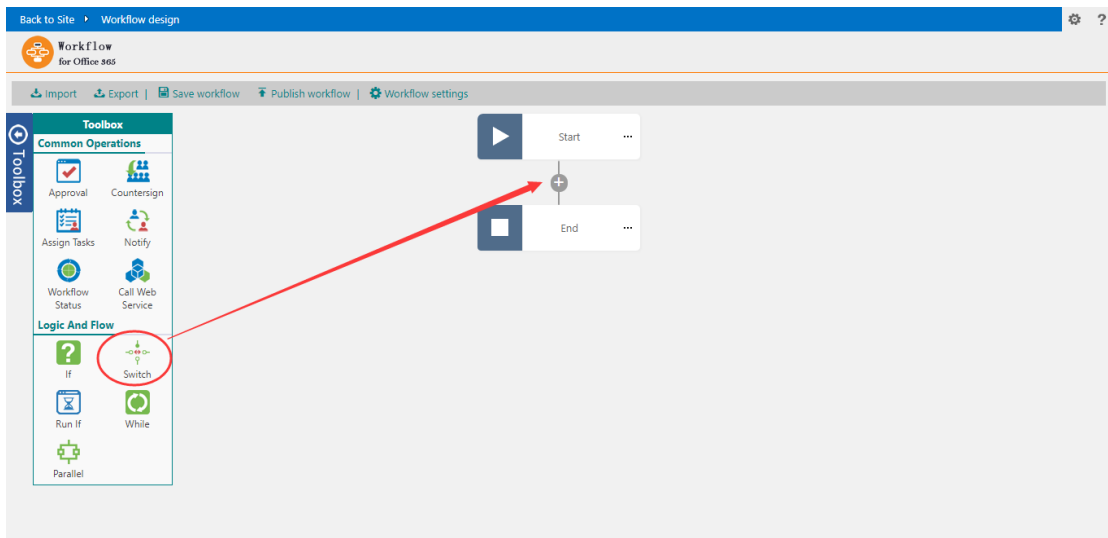 Back to Site Workflow design
?
Workflow
for Office 365
Import Export | Save workflow Publish workflow | Workflow settings
Toolbox
Toolbox
Common Operations
Approval Countersign
Assign Tasks Notify
Workflow Call Web
Status Service
Logic And Flow
If Switch
Run If While
Parallel
Start ...
End ...